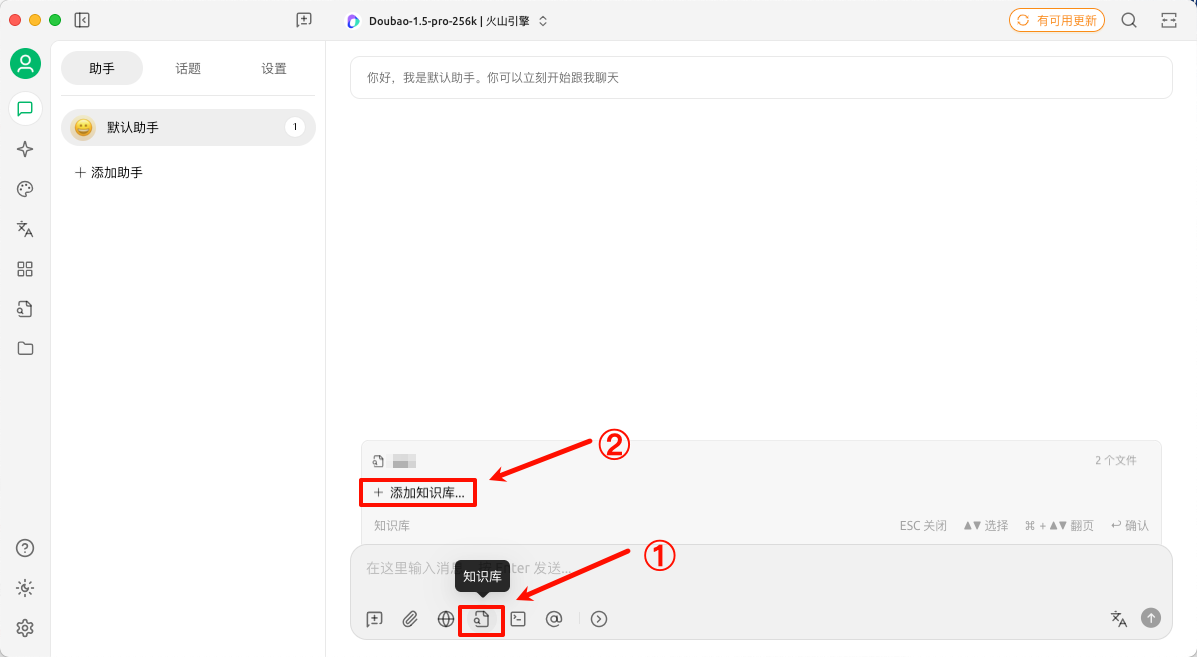 Doubao-1.5-pro-256k | 火山引擎
有可用更新
助手 话题 设置
默认助手 1
添加助手
你好，我是默认助手。你可以立刻开始跟我聊天
②
2 个文件
+ 添加知识库...
知识库 ESC 关闭 ▲▼ 选择 ⌘ + ▲▼ 翻页 ↩ 确认
①
在这里输入消 ter 发送...
知识库